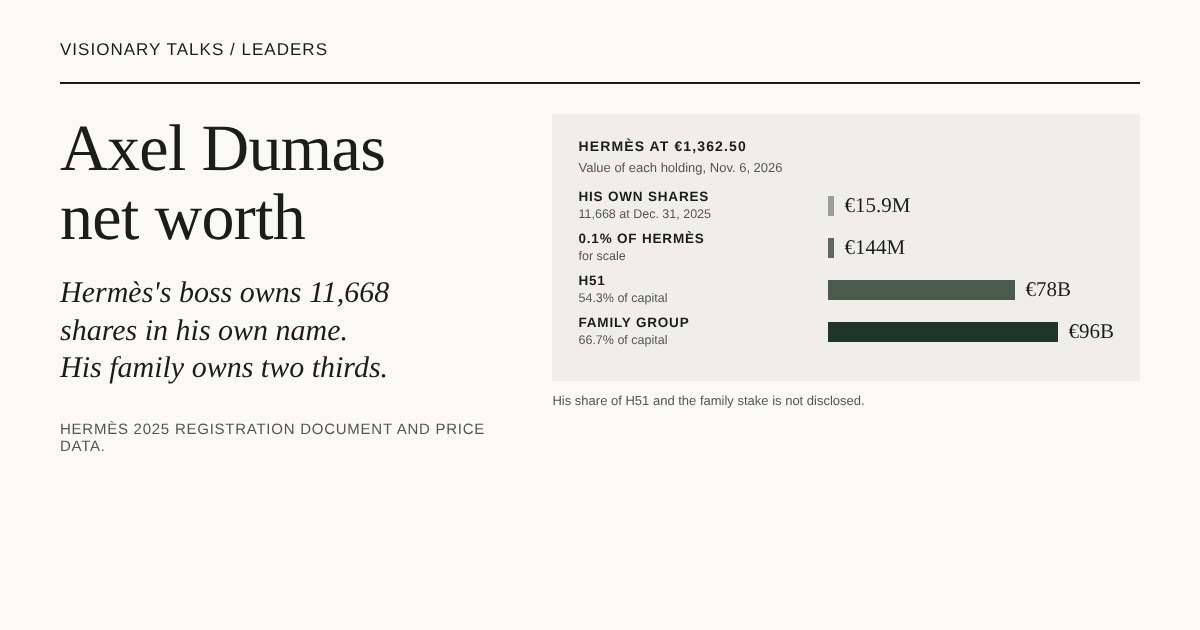 VISIONARY TALKS / LEADERS
Axel Dumas
net worth
Hermès's boss owns 11,668
shares in his own name.
His family owns two thirds.
HERMÈS 2025 REGISTRATION DOCUMENT AND PRICE
DATA.
HERMÈS AT €1,362.50
Value of each holding, Nov. 6, 2026
HIS OWN SHARES
11,668 at Dec. 31, 2025
€15.9M
0.1% OF HERMÈS
for scale
€144M
H51
54.3% of capital
€78B
FAMILY GROUP
66.7% of capital
€96B
His share of H51 and the family stake is not disclosed.